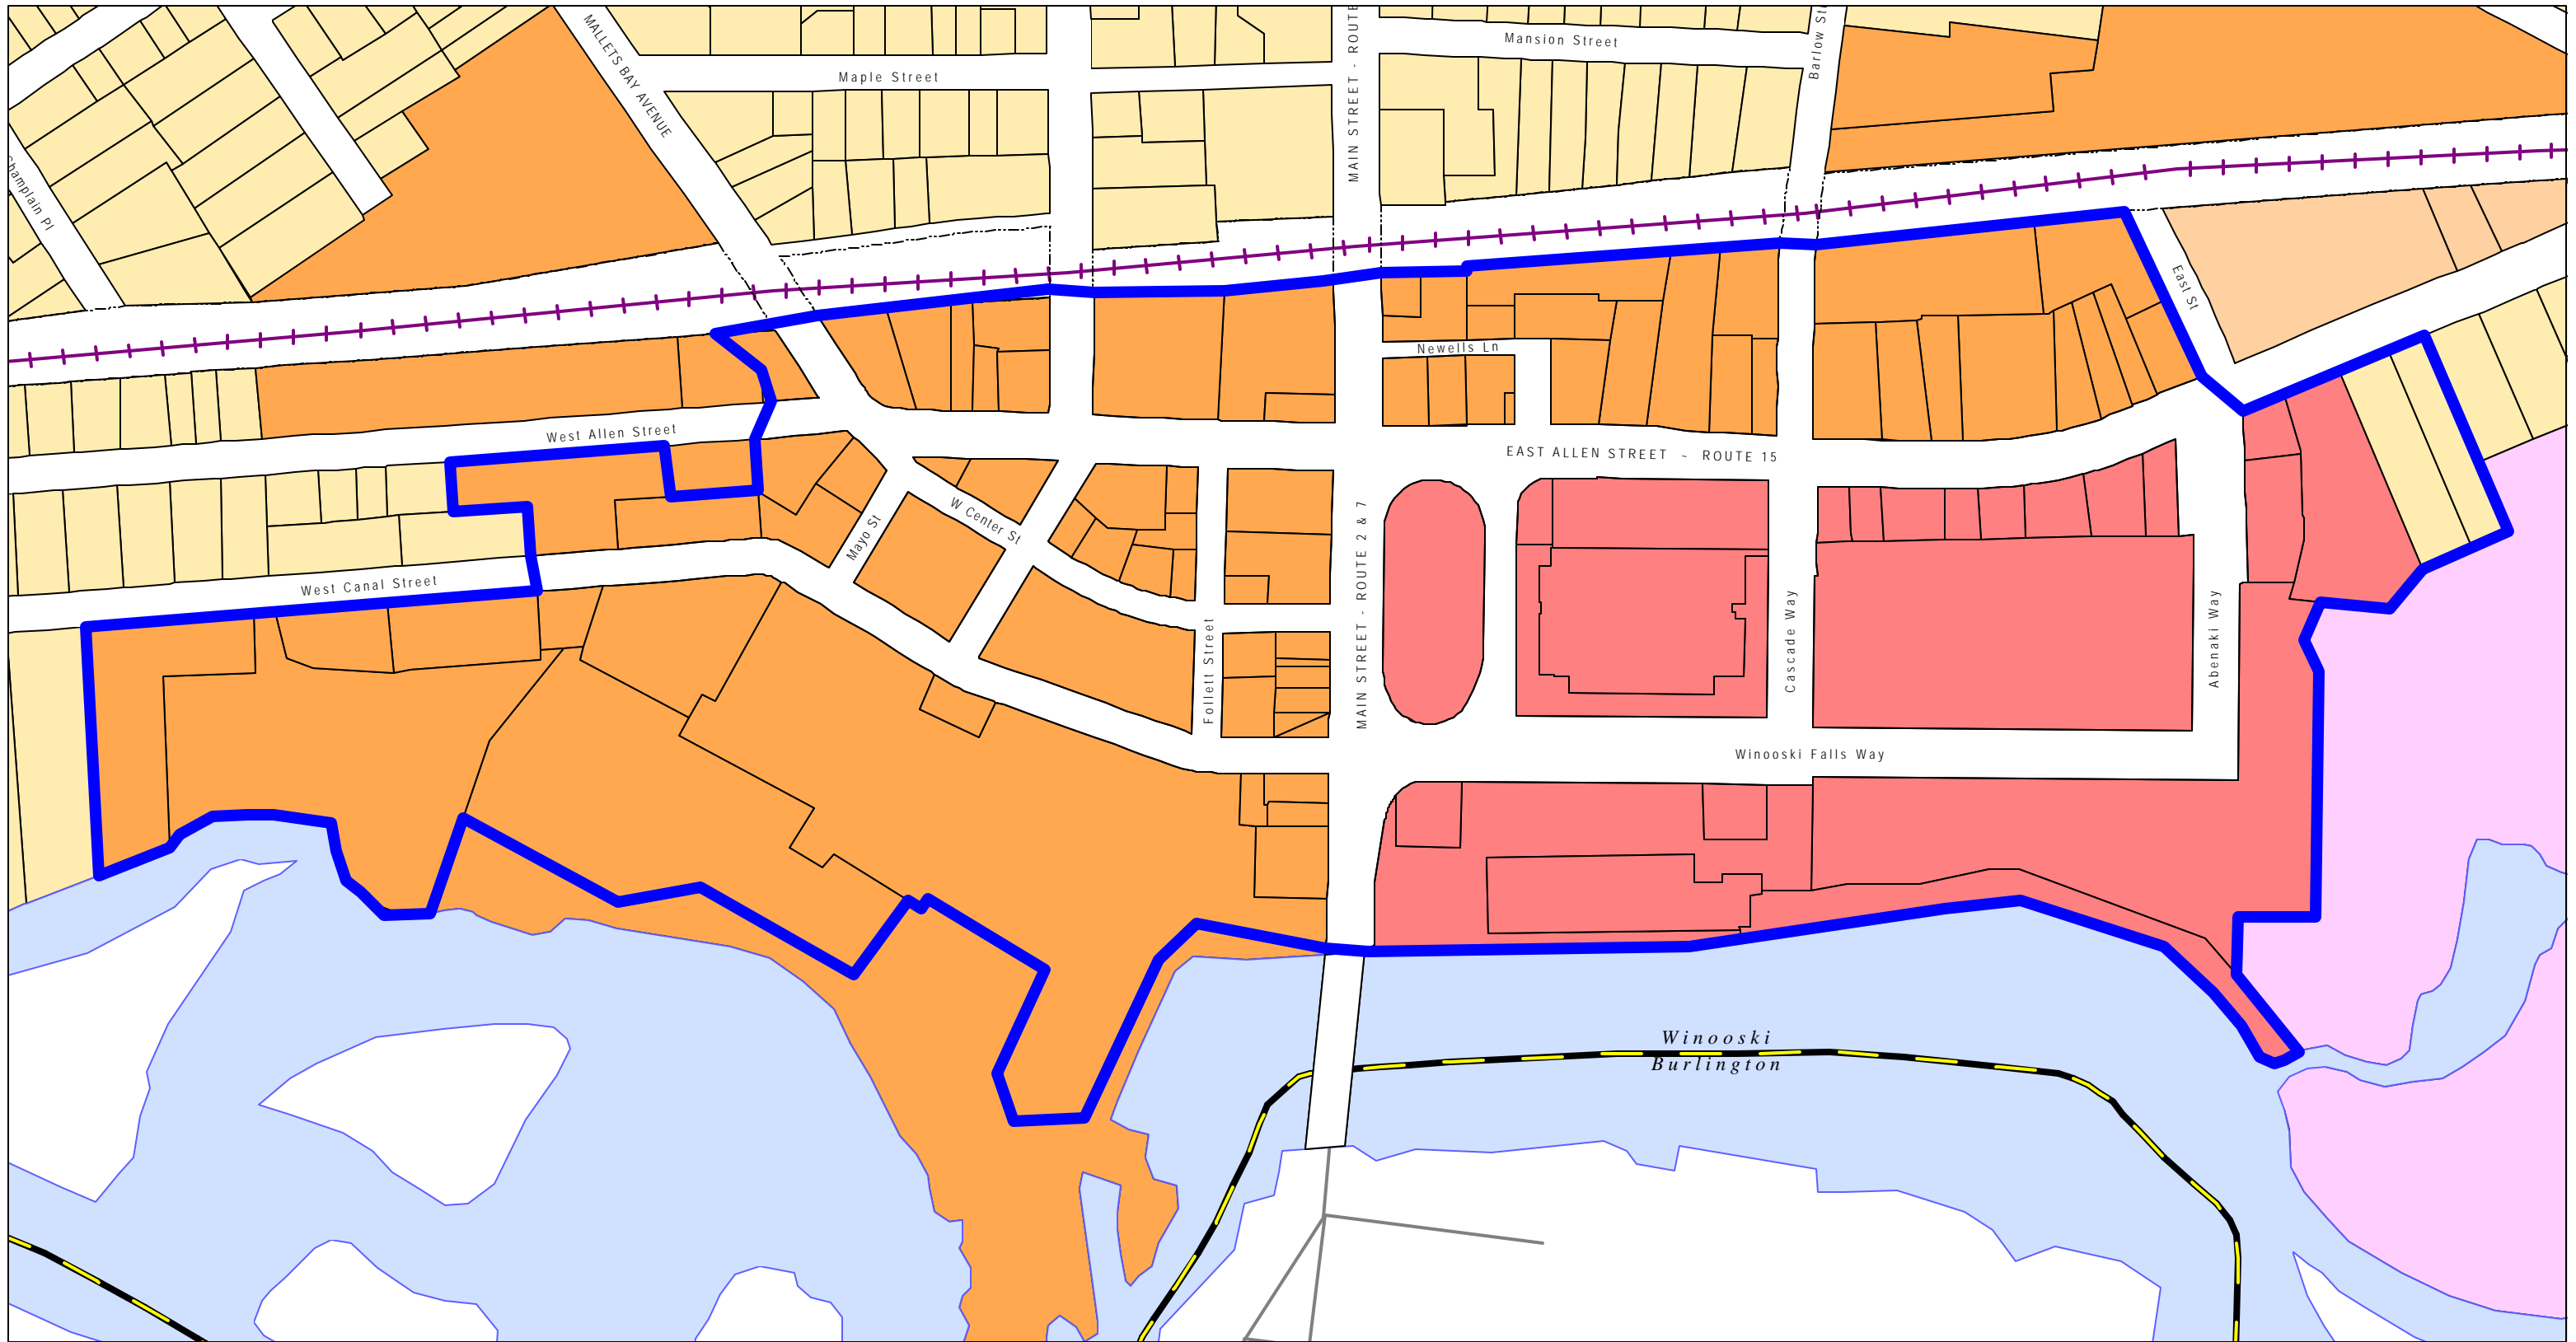 MALLETS BAY AVENUE
Maple Street
MAIN STREET - ROUTE
Mansion Street
Barlow
Champlain Pl
East St
Newells Ln
West Allen Street
EAST ALLEN STREET ~ ROUTE 15
W Center St
Mayo St
West Canal Street
Follett Street
MAIN STREET - ROUTE 2 & 7
Cascade Way
Abenaki Way
Winooski Falls Way
Winooski
Burlington